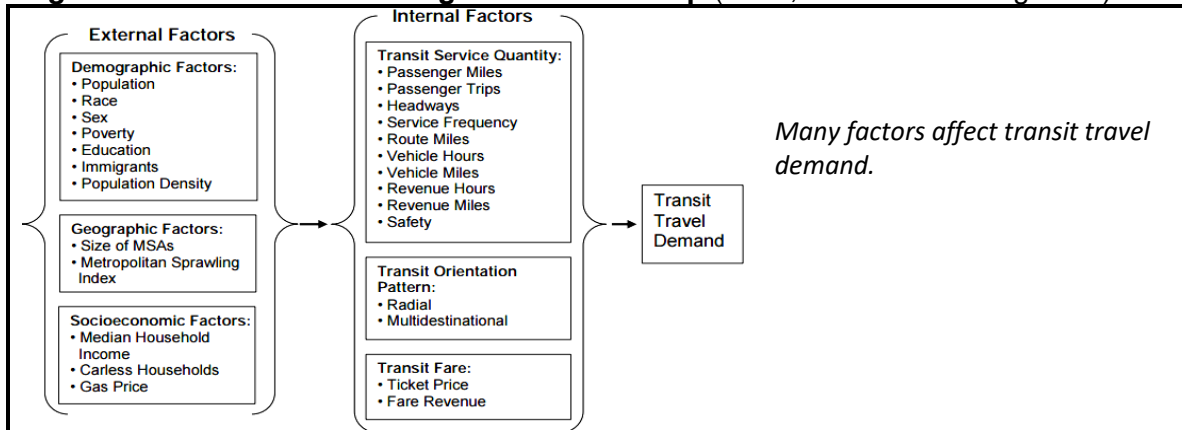 External Factors
Demographic Factors:
• Population
• Race
• Sex
• Poverty
• Education
• Immigrants
• Population Density
Geographic Factors:
• Size of MSAs
• Metropolitan Sprawling
Index
Socioeconomic Factors:
• Median Household
Income
• Carless Households
• Gas Price
Internal Factors
Transit Service Quantity:
• Passenger Miles
• Passenger Trips
• Headways
• Service Frequency
• Route Miles
• Vehicle Hours
• Vehicle Miles
• Revenue Hours
• Revenue Miles
• Safety
Transit Orientation
Pattern:
• Radial
• Multidestinational
Transit Fare:
• Ticket Price
• Fare Revenue
Transit
Travel
Demand
Many factors affect transit travel
demand.